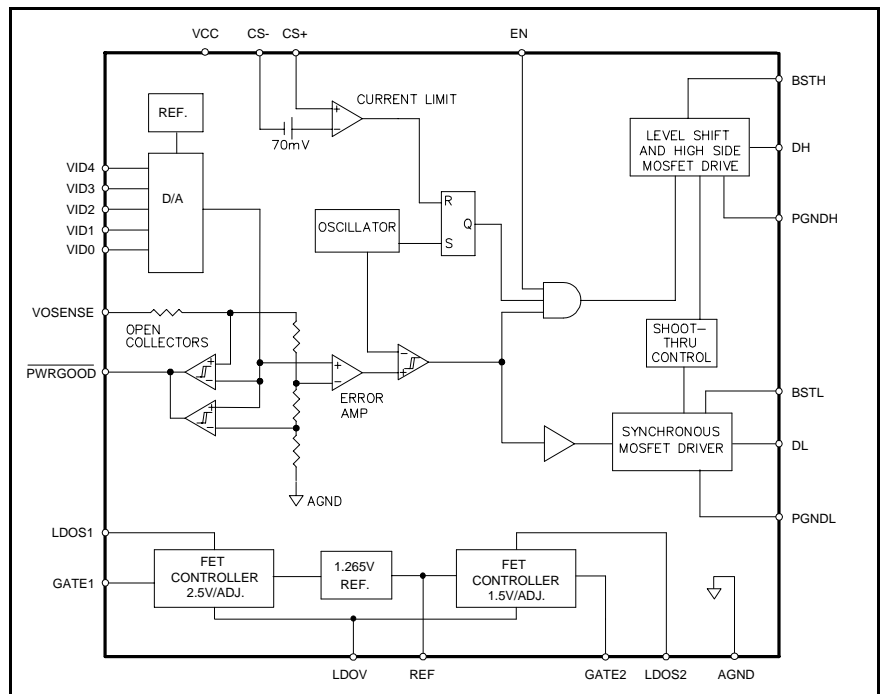 VCC CS- CS+ EN
BSTH
CURRENT LIMIT
REF.
+
−
70mV
LEVEL SHIFT
AND HIGH SIDE
MOSFET DRIVE
DH
VID4
VID3
VID2
VID1
VID0
D/A
R
Q
S
OSCILLATOR
PGNDH
VOSENSE
OPEN
COLLECTORS
SHOOT−
THRU
CONTROL
PWRGOOD
+
−
+
−
+
−
−
+
ERROR
AMP
BSTL
SYNCHRONOUS
MOSFET DRIVER
DL
AGND
PGNDL
LDOS1
GATE1
FET
CONTROLLER
2.5V/ADJ.
1.265V
REF.
FET
CONTROLLER
1.5V/ADJ.
LDOV REF GATE2 LDOS2 AGND